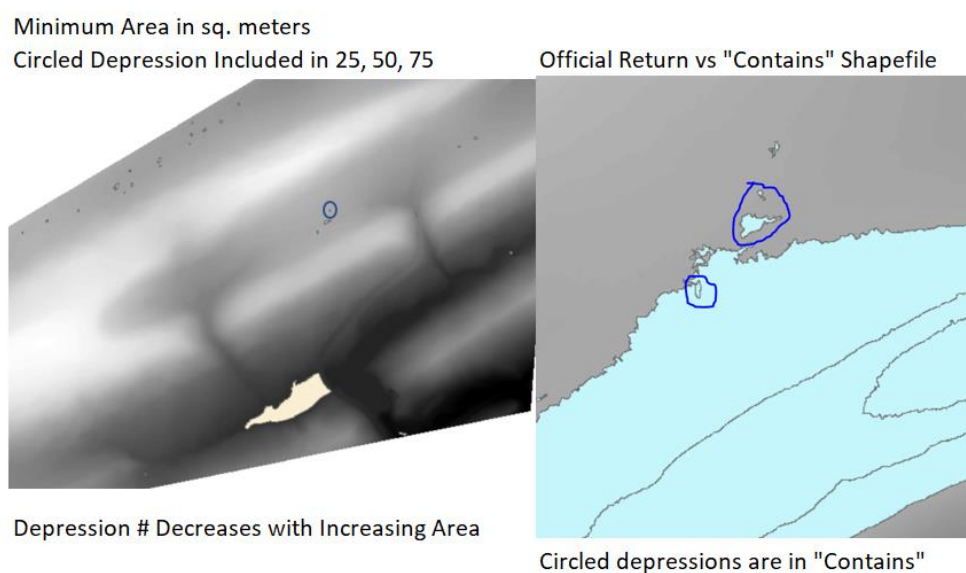 Minimum Area in sq. meters
Circled Depression Included in 25, 50, 75
Official Return vs "Contains" Shapefile
Depression # Decreases with Increasing Area
Circled depressions are in "Contains"